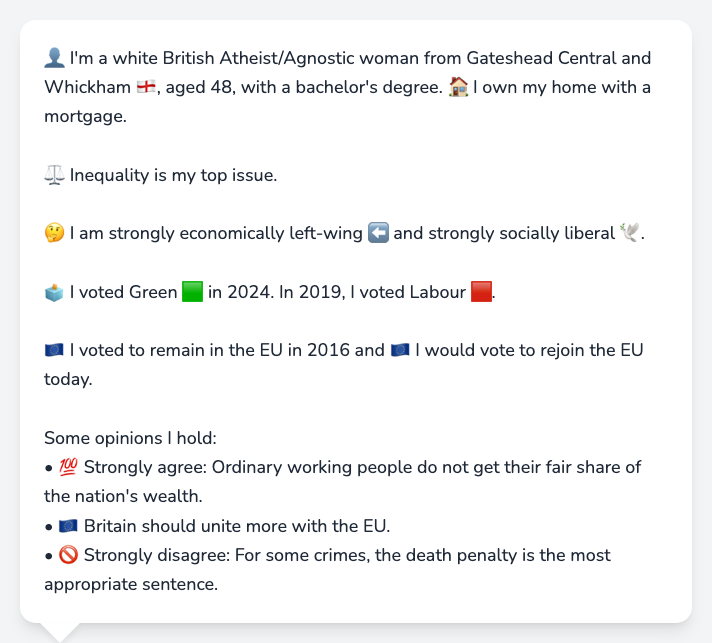 👤 I'm a white British Atheist/Agnostic woman from Gateshead Central and
Whickham 🏴󠁧󠁢󠁥󠁮󠁧󠁿, aged 48, with a bachelor's degree. 🏠 I own my home with a
mortgage.
⚖️ Inequality is my top issue.
🤔 I am strongly economically left-wing ⬅️ and strongly socially liberal 🕊️.
🗳️ I voted Green 🟩 in 2024. In 2019, I voted Labour 🟥.
🇪🇺 I voted to remain in the EU in 2016 and 🇪🇺 I would vote to rejoin the EU
today.
Some opinions I hold:
• 💯 Strongly agree: Ordinary working people do not get their fair share of
the nation's wealth.
• 🇪🇺 Britain should unite more with the EU.
• 🚫 Strongly disagree: For some crimes, the death penalty is the most
appropriate sentence.